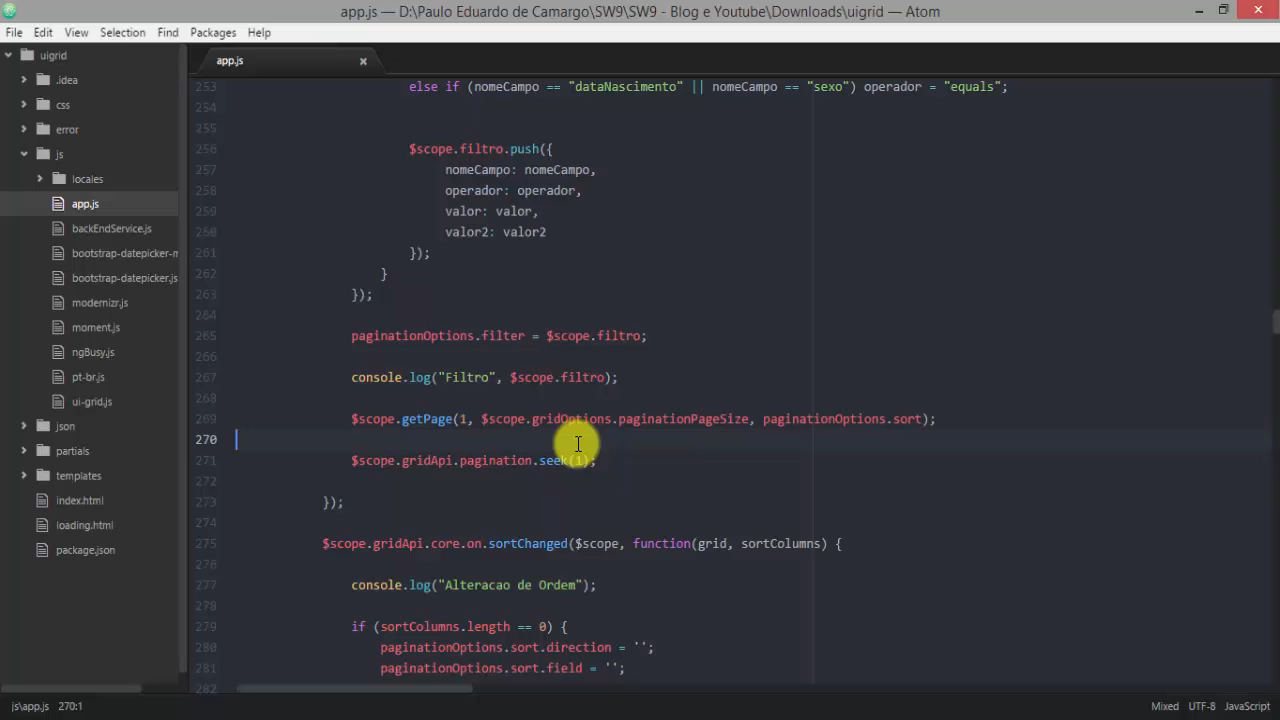 app.js — D:\Paulo Eduardo de Camargo\SW9\SW9 - Blog e Youtube\Downloads\uigrid — Atom
File Edit View Selection Find Packages Help
uigrid
.idea
css
error
js
locales
app.js
backEndService.js
bootstrap-datepicker-m
bootstrap-datepicker.js
modernizr.js
moment.js
ngBusy.js
pt-br.js
ui-grid.js
json
partials
templates
index.html
loading.html
package.json
app.js
253 else if (nomeCampo == "dataNascimento" || nomeCampo == "sexo") operador = "equals";
254
255
256 $scope.filtro.push({
257 nomeCampo: nomeCampo,
258 operador: operador,
259 valor: valor,
260 valor2: valor2
261 });
262 }
263 });
264
265 paginationOptions.filter = $scope.filtro;
266
267 console.log("Filtro", $scope.filtro);
268
269 $scope.getPage(1, $scope.gridOptions.paginationPageSize, paginationOptions.sort);
270
271 $scope.gridApi.pagination.seek(1);
272
273 });
274
275 $scope.gridApi.core.on.sortChanged($scope, function(grid, sortColumns) {
276
277 console.log("Alteracao de Ordem");
278
279 if (sortColumns.length == 0) {
280 paginationOptions.sort.direction = '';
281 paginationOptions.sort.field = '';
282
js\app.js 270:1 Mixed UTF-8 JavaScript